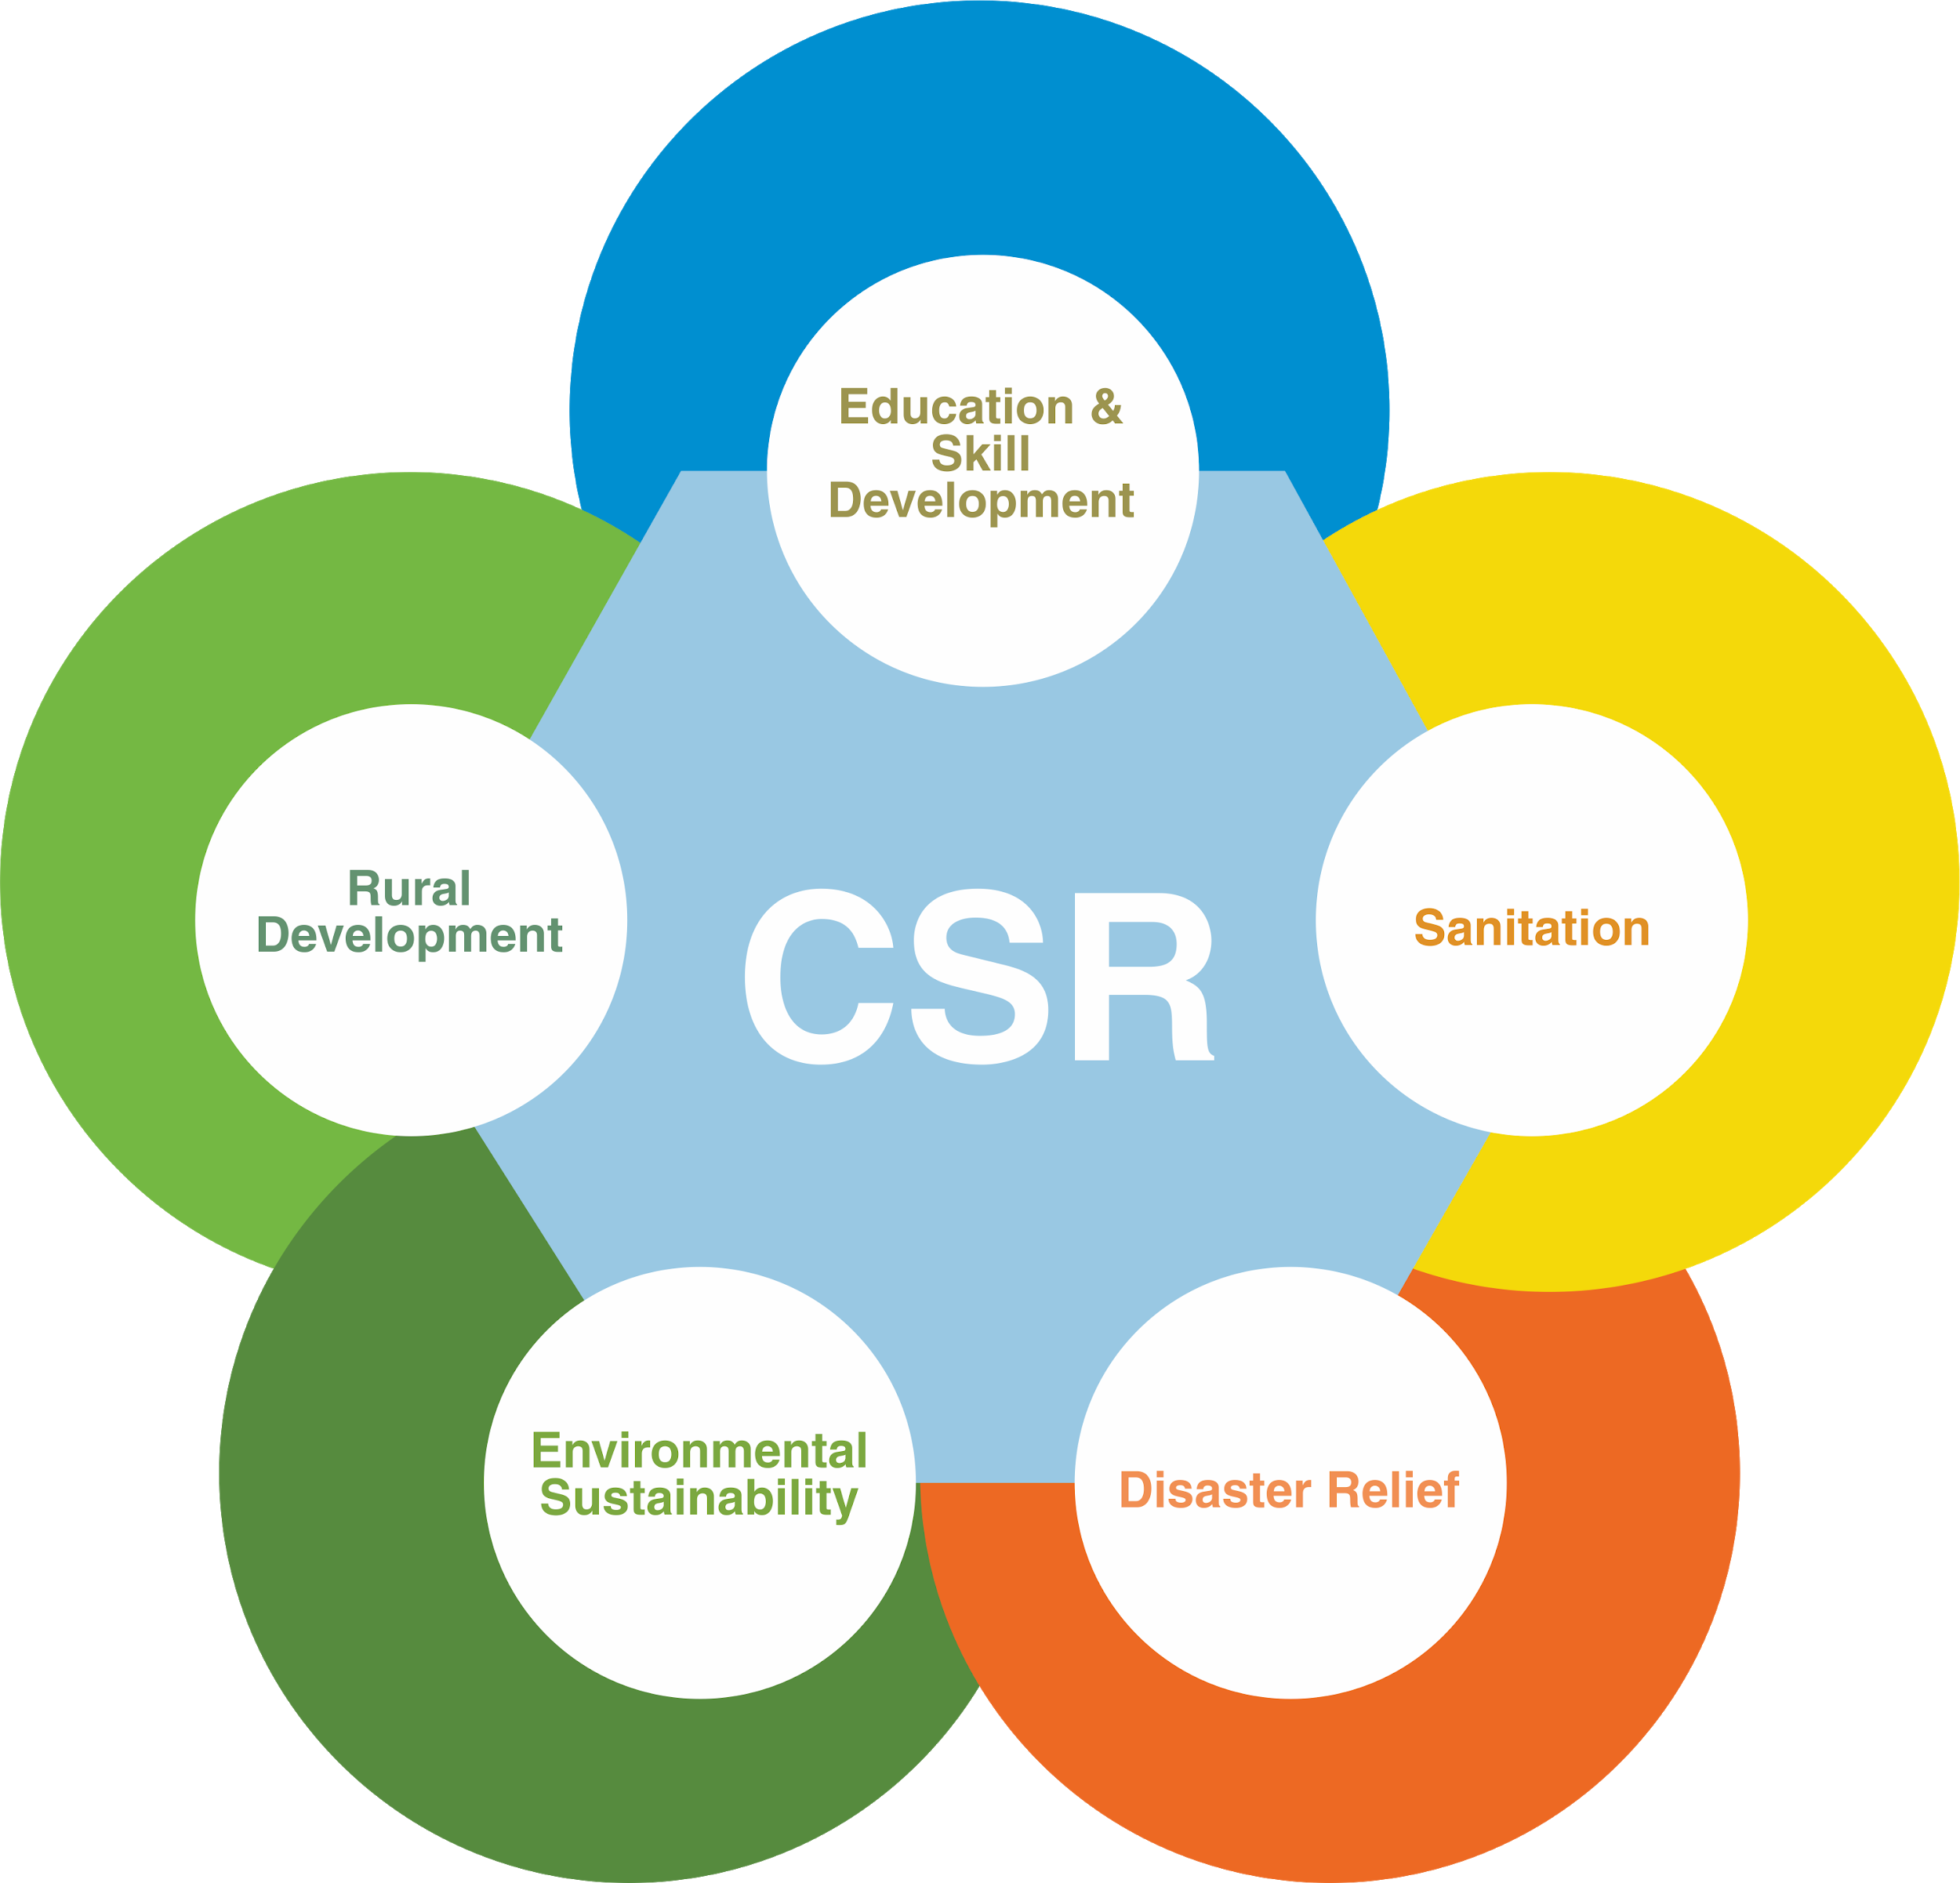 Education &
Skill
Development
Rural
Development
CSR
Sanitation
Environmental
Sustainability
Disaster Relief